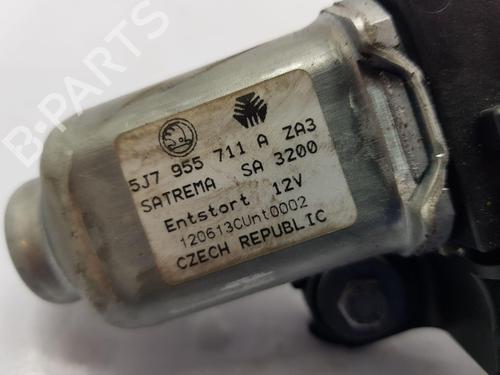 B-PARTS
5J7 955 711 A ZA3
SATREMA SA 3200
Entstort 12V
120613CUnt0002
CZECH REPUBLIC